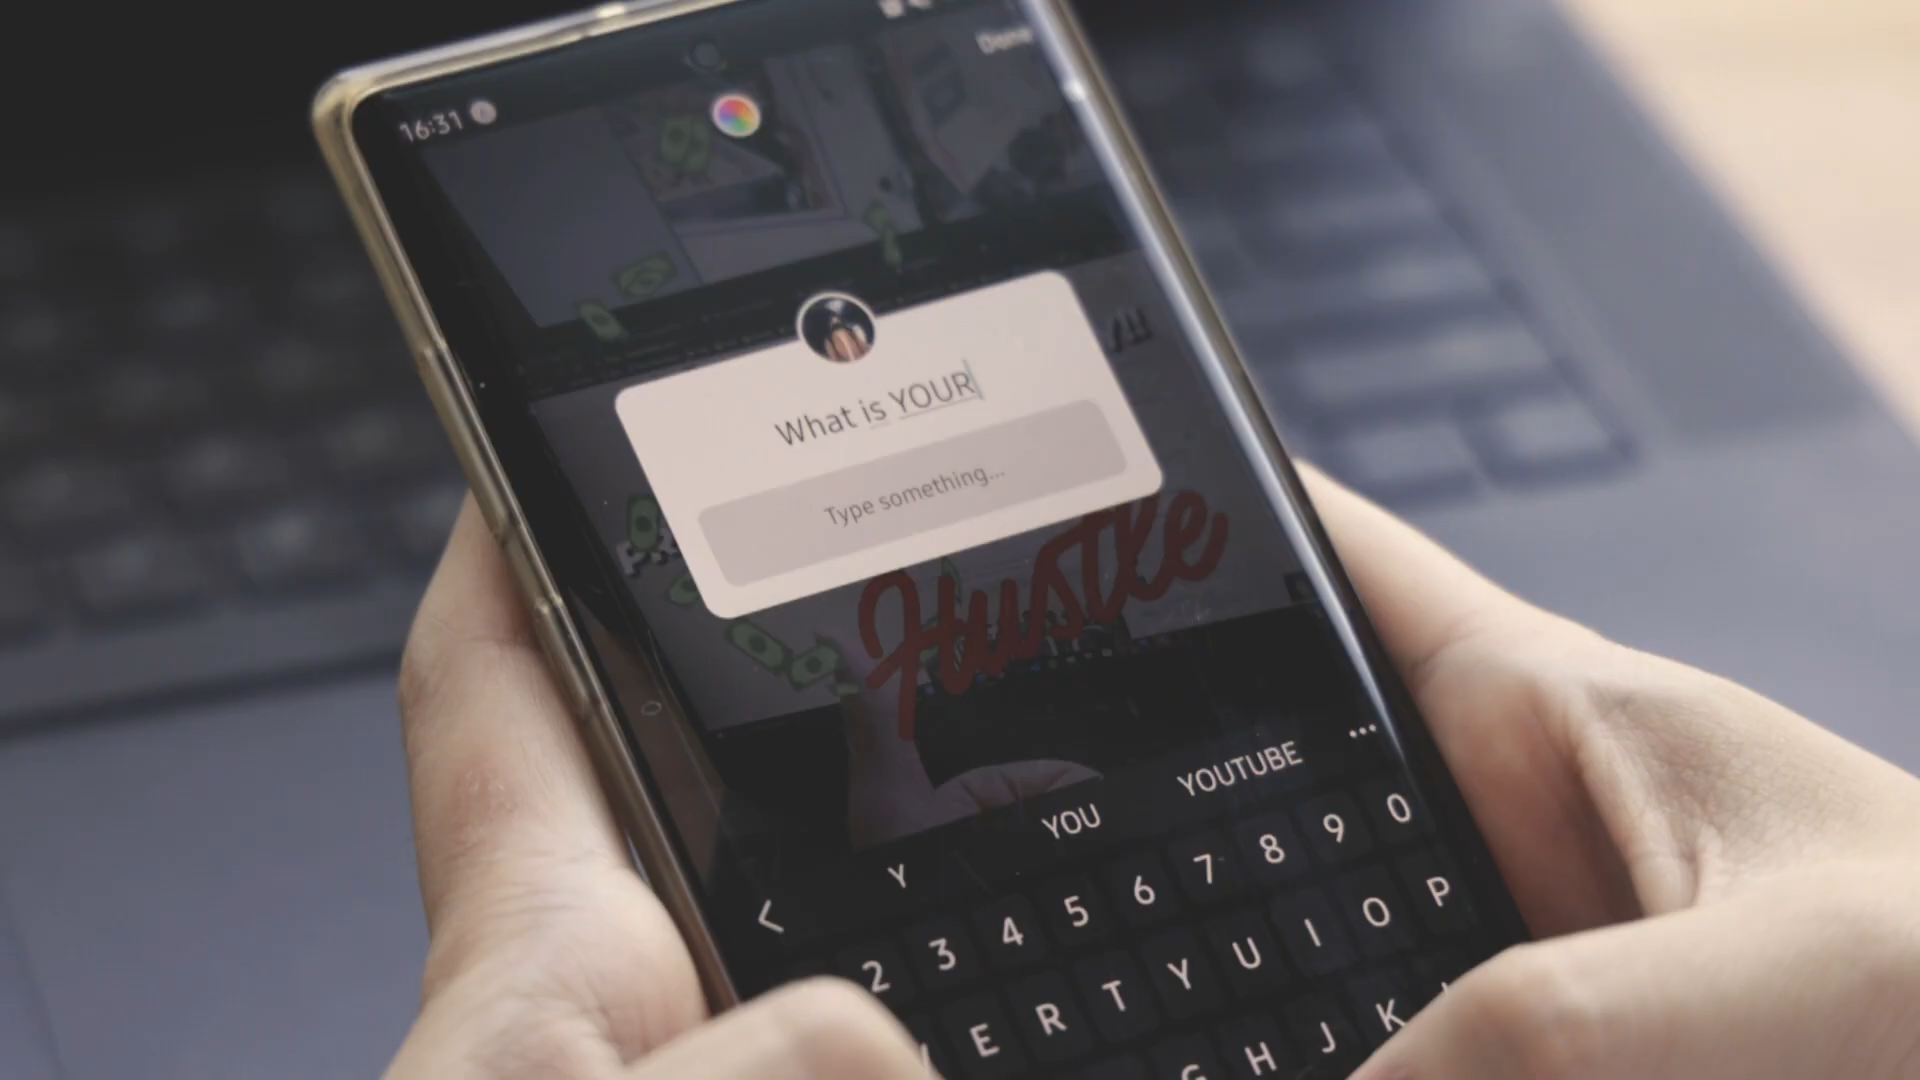 16:31
Done
What is YOUR
Type something...
Hustle
Y YOU YOUTUBE ...
2 3 4 5 6 7 8 9 0
E R T Y U I O P
G H J K